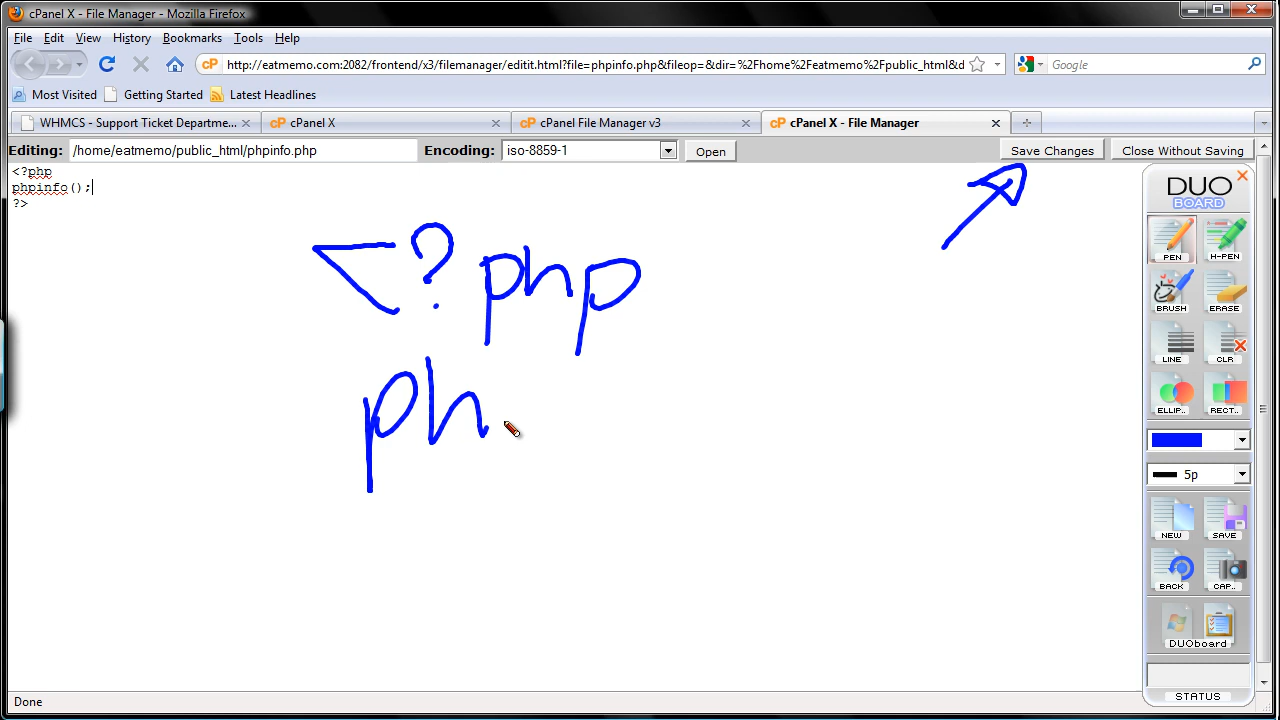 cPanel X - File Manager - Mozilla Firefox
File Edit View History Bookmarks Tools Help
http://eatmemo.com:2082/frontend/x3/filemanager/editit.html?file=phpinfo.php&fileop=&dir=%2Fhome%2Featmemo%2Fpublic_html&d
Google
Most Visited Getting Started Latest Headlines
WHMCS - Support Ticket Departme...
cP cPanel X
cP cPanel File Manager v3
cP cPanel X - File Manager
Editing: /home/eatmemo/public_html/phpinfo.php Encoding: iso-8859-1 Open Save Changes Close Without Saving
<?php
phpinfo();
?>
<?php
ph
DUO
BOARD
PEN H-PEN
BRUSH ERASE
LINE CLR
ELLIP.. RECT..
5p
NEW SAVE
BACK CAP..
DUOboard
STATUS
Done